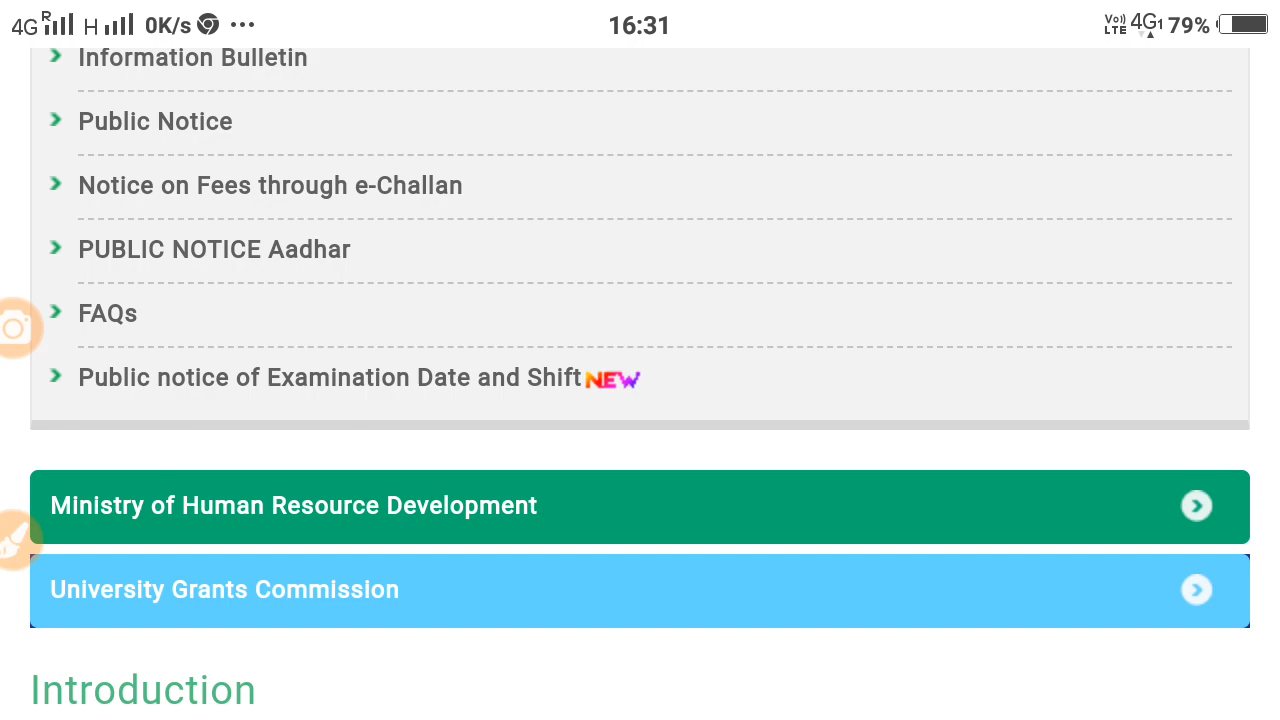 4G R H 0K/s ••• 16:31 Vo)) LTE 4G1 79%
Information Bulletin
Public Notice
Notice on Fees through e-Challan
PUBLIC NOTICE Aadhar
FAQs
Public notice of Examination Date and Shift NEW
Ministry of Human Resource Development
University Grants Commission
Introduction